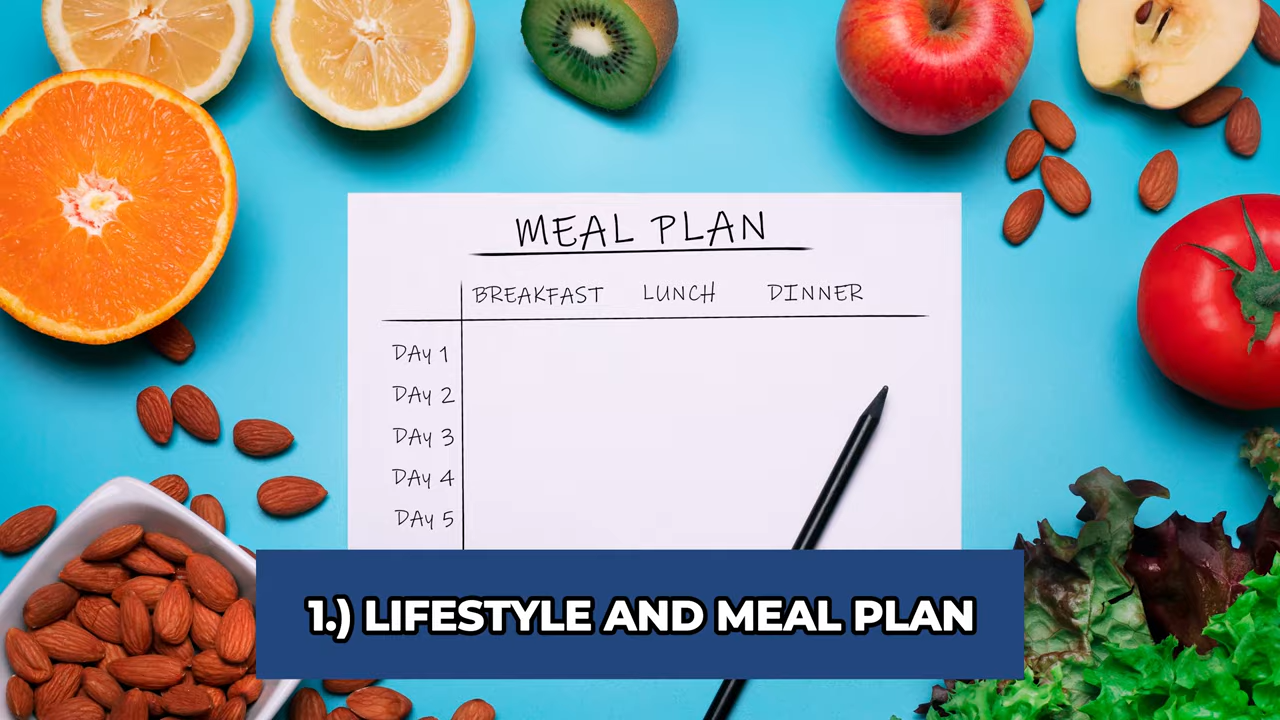 MEAL PLAN
BREAKFAST LUNCH DINNER
DAY 1
DAY 2
DAY 3
DAY 4
DAY 5
1.) LIFESTYLE AND MEAL PLAN